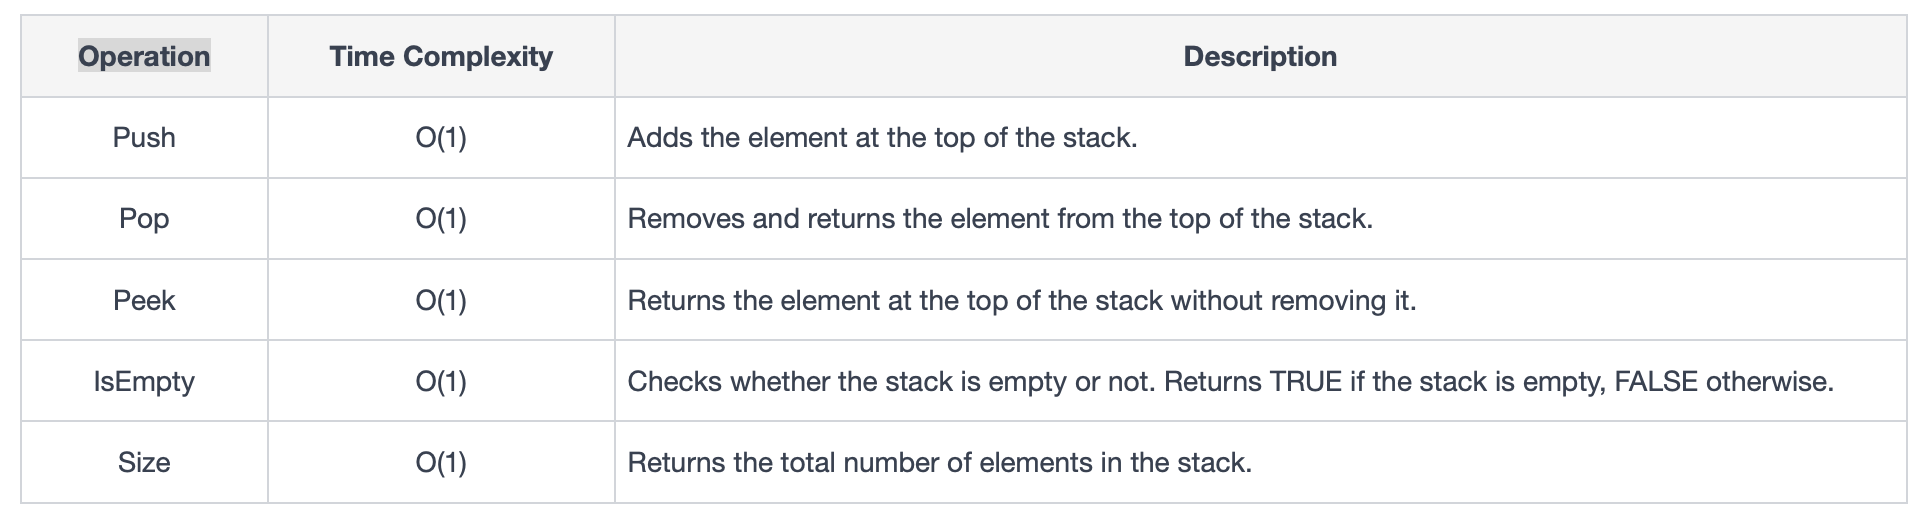 Operation Time Complexity Description
Push O(1) Adds the element at the top of the stack.
Pop O(1) Removes and returns the element from the top of the stack.
Peek O(1) Returns the element at the top of the stack without removing it.
IsEmpty O(1) Checks whether the stack is empty or not. Returns TRUE if the stack is empty, FALSE otherwise.
Size O(1) Returns the total number of elements in the stack.